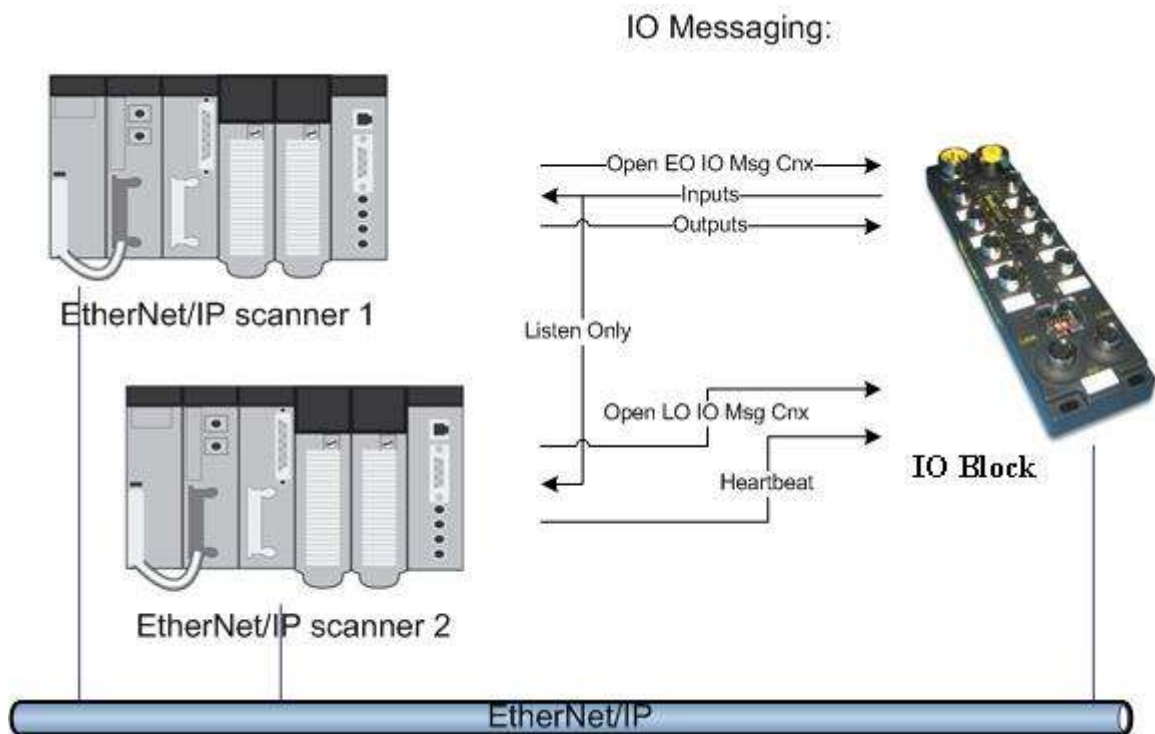 IO Messaging:
Open EO IO Msg Cnx
Inputs
Outputs
EtherNet/IP scanner 1
Listen Only
Open LO IO Msg Cnx
Heartbeat
IO Block
EtherNet/IP scanner 2
EtherNet/IP